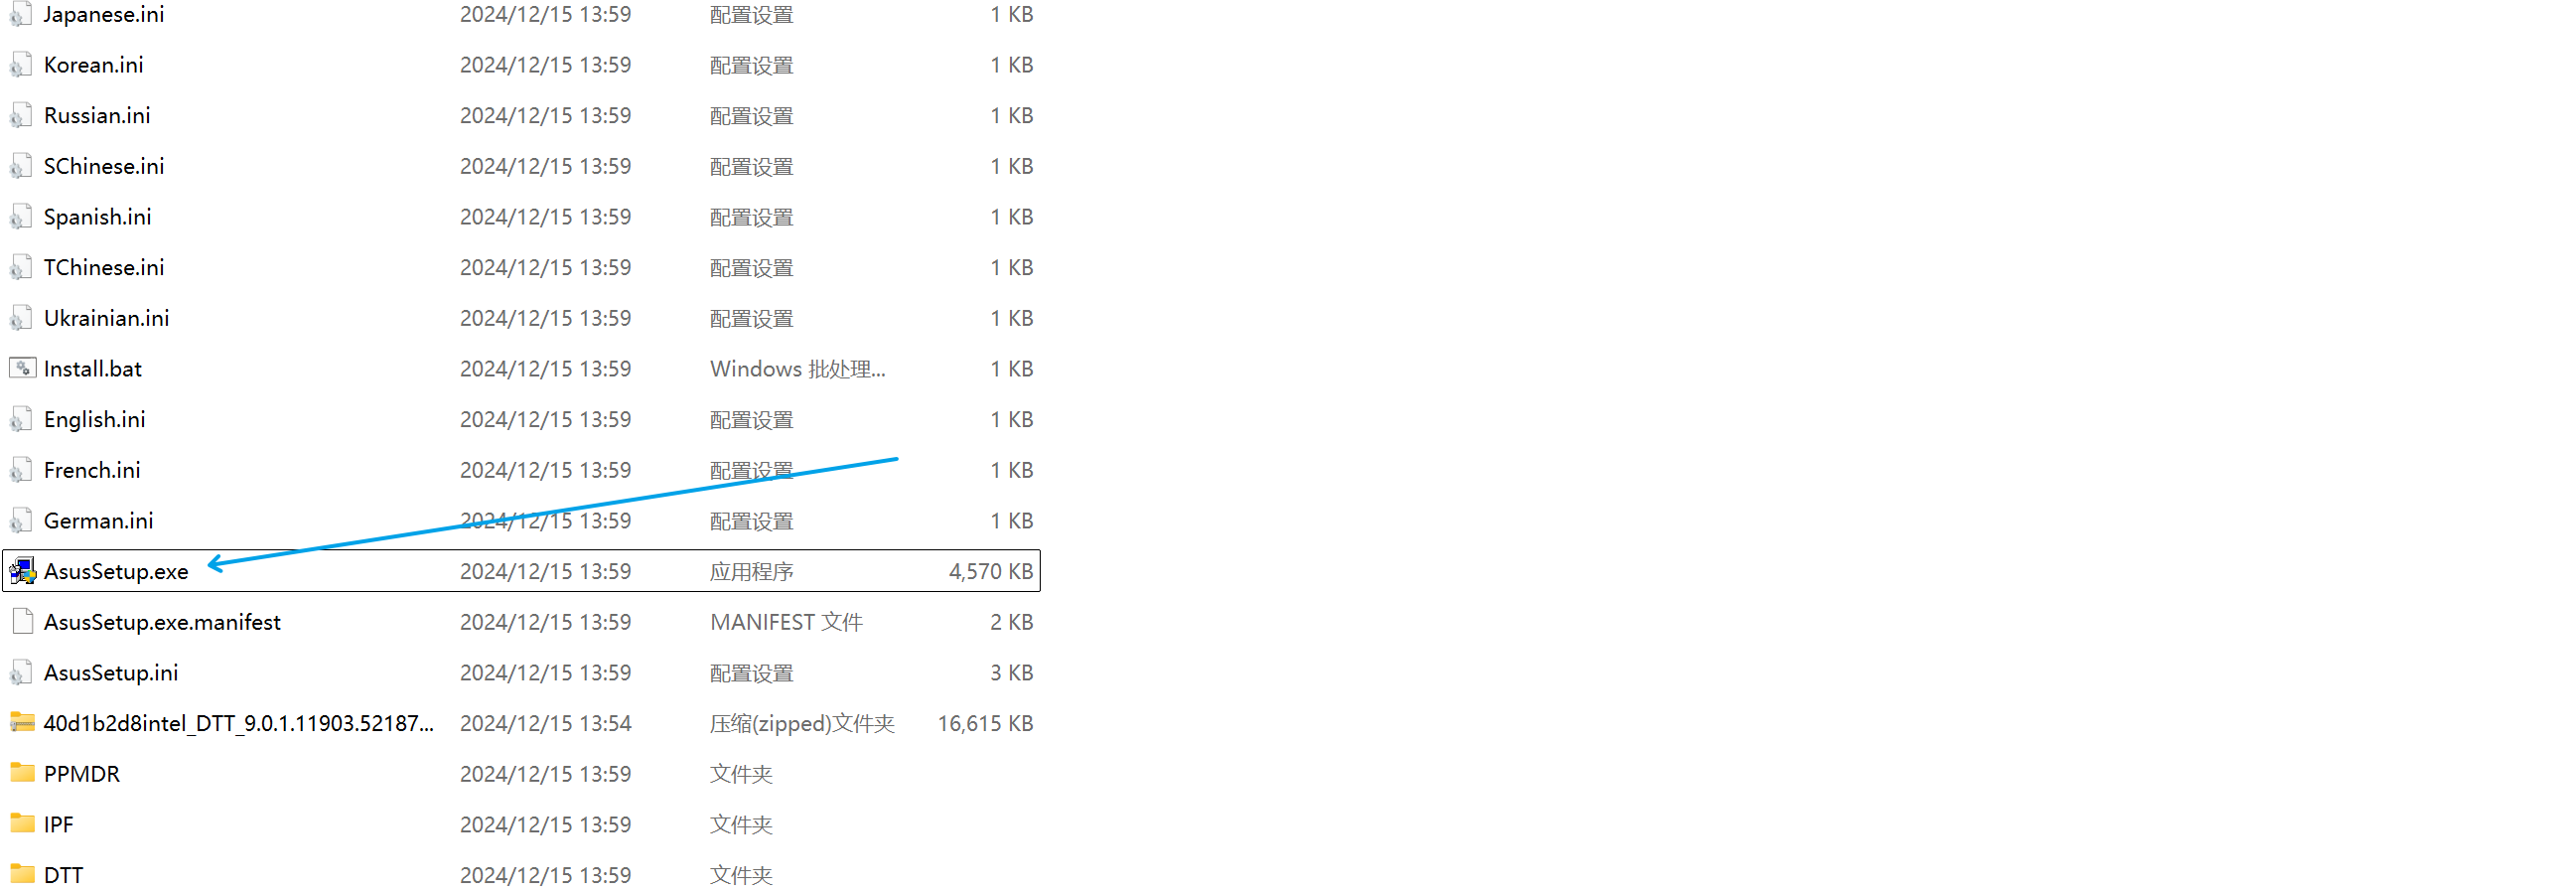 Japanese.ini 2024/12/15 13:59 配置设置 1 KB
Korean.ini 2024/12/15 13:59 配置设置 1 KB
Russian.ini 2024/12/15 13:59 配置设置 1 KB
SChinese.ini 2024/12/15 13:59 配置设置 1 KB
Spanish.ini 2024/12/15 13:59 配置设置 1 KB
TChinese.ini 2024/12/15 13:59 配置设置 1 KB
Ukrainian.ini 2024/12/15 13:59 配置设置 1 KB
Install.bat 2024/12/15 13:59 Windows 批处理... 1 KB
English.ini 2024/12/15 13:59 配置设置 1 KB
French.ini 2024/12/15 13:59 配置设置 1 KB
German.ini 2024/12/15 13:59 配置设置 1 KB
AsusSetup.exe 2024/12/15 13:59 应用程序 4,570 KB
AsusSetup.exe.manifest 2024/12/15 13:59 MANIFEST 文件 2 KB
AsusSetup.ini 2024/12/15 13:59 配置设置 3 KB
40d1b2d8intel_DTT_9.0.1.11903.52187... 2024/12/15 13:54 压缩(zipped)文件夹 16,615 KB
PPMDR 2024/12/15 13:59 文件夹
IPF 2024/12/15 13:59 文件夹
DTT 2024/12/15 13:59 文件夹